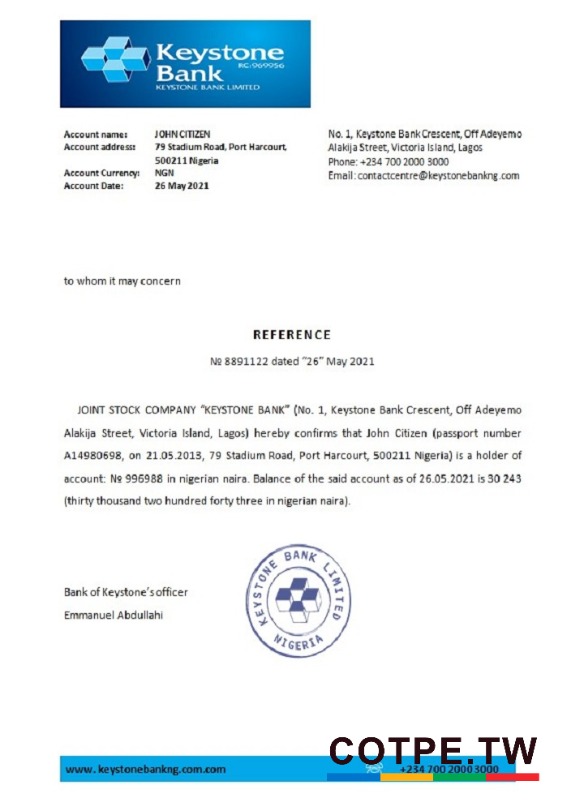 Keystone
Bank
RC:969956
KEYSTONE BANK LIMITED
Account name: JOHN CITIZEN
Account address: 79 Stadium Road, Port Harcourt,
500211 Nigeria
Account Currency: NGN
Account Date: 26 May 2021
No. 1, Keystone Bank Crescent, Off Adeyemo
Alakija Street, Victoria Island, Lagos
Phone: +234 700 2000 3000
Email: contactcentre@keystonebankng.com
to whom it may concern
REFERENCE
№ 8891122 dated “26” May 2021
JOINT STOCK COMPANY “KEYSTONE BANK” (No. 1, Keystone Bank Crescent, Off Adeyemo
Alakija Street, Victoria Island, Lagos) hereby confirms that John Citizen (passport number
A14980698, on 21.05.2013, 79 Stadium Road, Port Harcourt, 500211 Nigeria) is a holder of
account: № 996988 in nigerian naira. Balance of the said account as of 26.05.2021 is 30 243
(thirty thousand two hundred forty three in nigerian naira).
Bank of Keystone’s officer
Emmanuel Abdullahi
KEYSTONE BANK LIMITED
NIGERIA
COTPE.TW
www. keystonebankng.com.com
+234 700 2000 3000